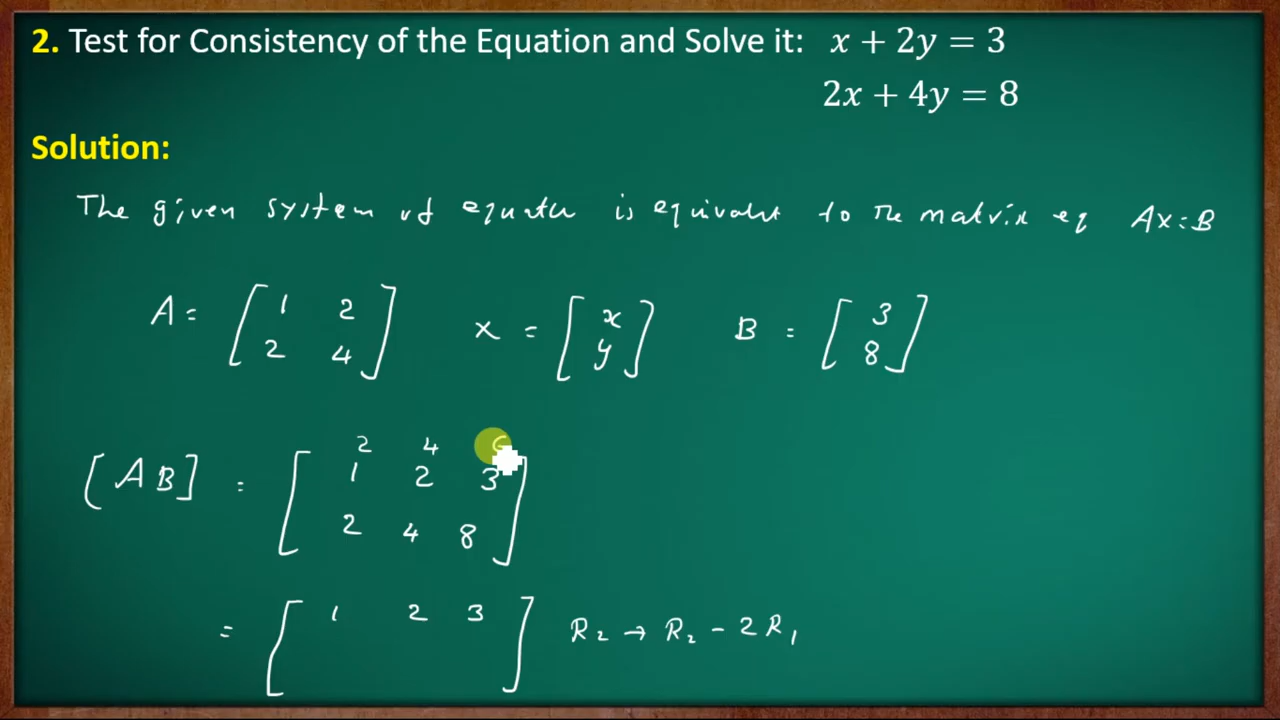 2. Test for Consistency of the Equation and Solve it: x + 2y = 3
2x + 4y = 8
Solution:
The given system of is to the matrix eq AX = B
A = [ 1 2 X = [ x B = [ 3
2 4 ] y ] 8 ]
2 4
[A B] = [ 1 2 3
2 4 8 ]
= [ 1 2 3 ] R2 → R2 - 2R1